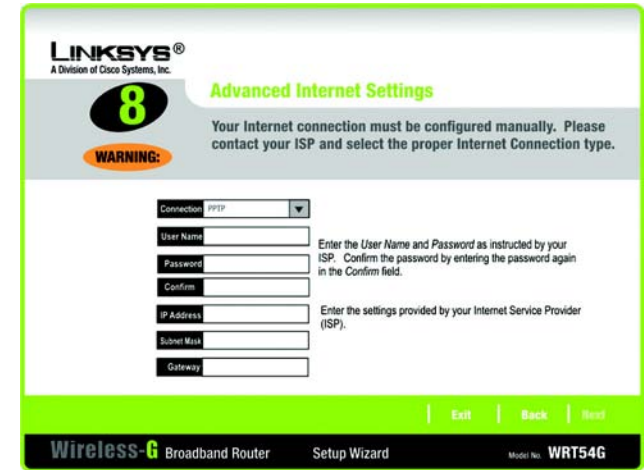 LINKSYS®
A Division of Cisco Systems, Inc.
8
WARNING:
Advanced Internet Settings
Your Internet connection must be configured manually. Please
contact your ISP and select the proper Internet Connection type.
Connection PPTP
User Name
Password
Confirm
Enter the User Name and Password as instructed by your
ISP. Confirm the password by entering the password again
in the Confirm field.
IP Address
Subnet Mask
Gateway
Enter the settings provided by your Internet Service Provider
(ISP).
Exit Back Next
Wireless-G Broadband Router Setup Wizard Model No. WRT54G